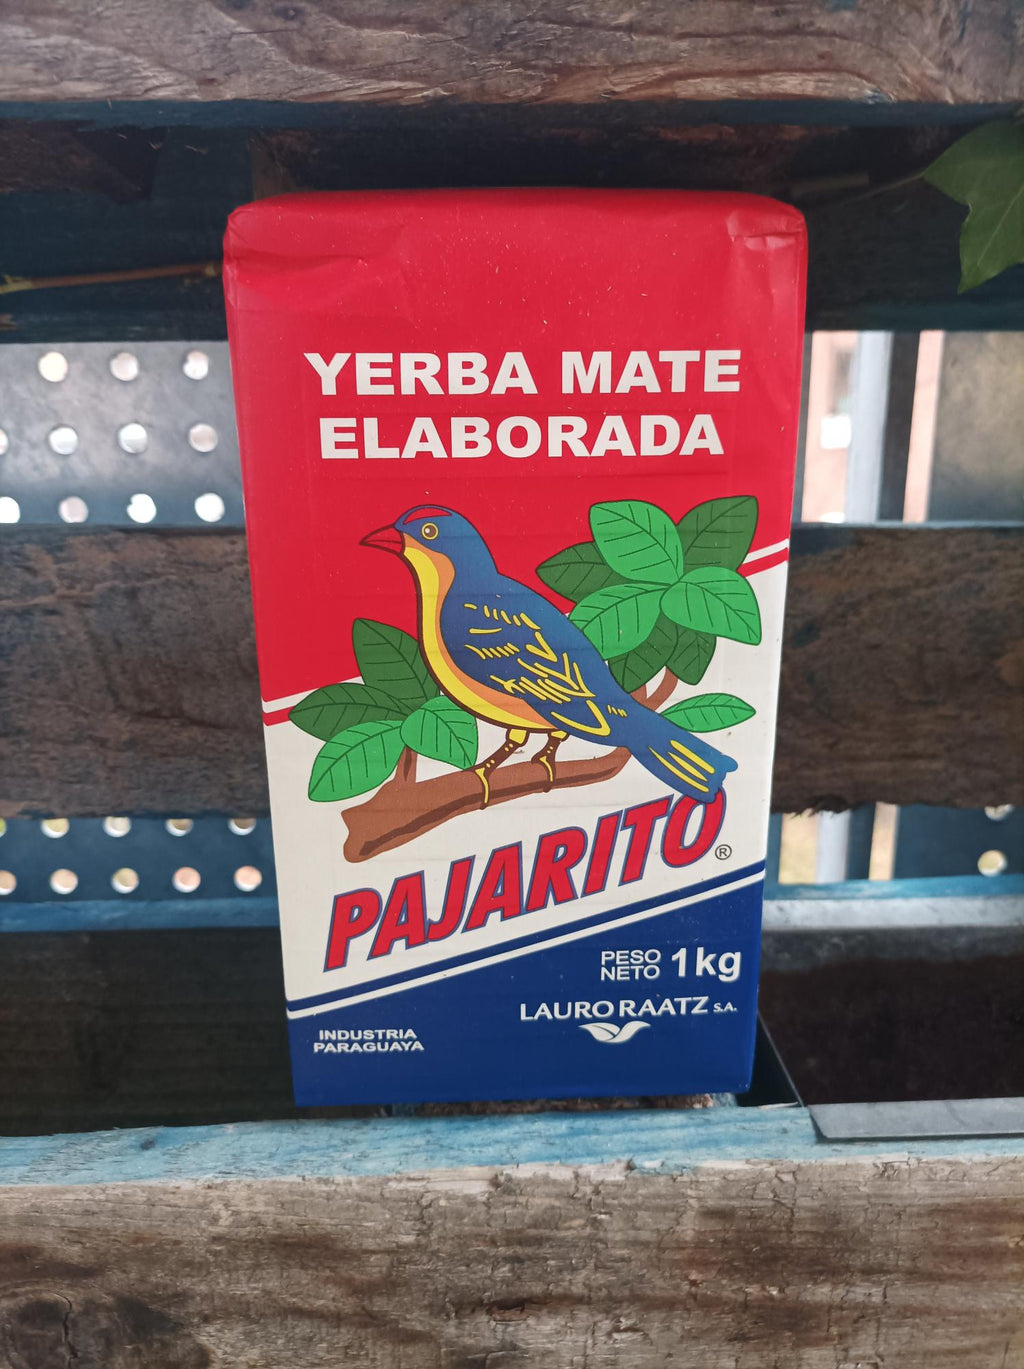 YERBA MATE
ELABORADA
PAJARITO®
PESO
NETO 1kg
LAURO RAATZ S.A.
INDUSTRIA
PARAGUAYA